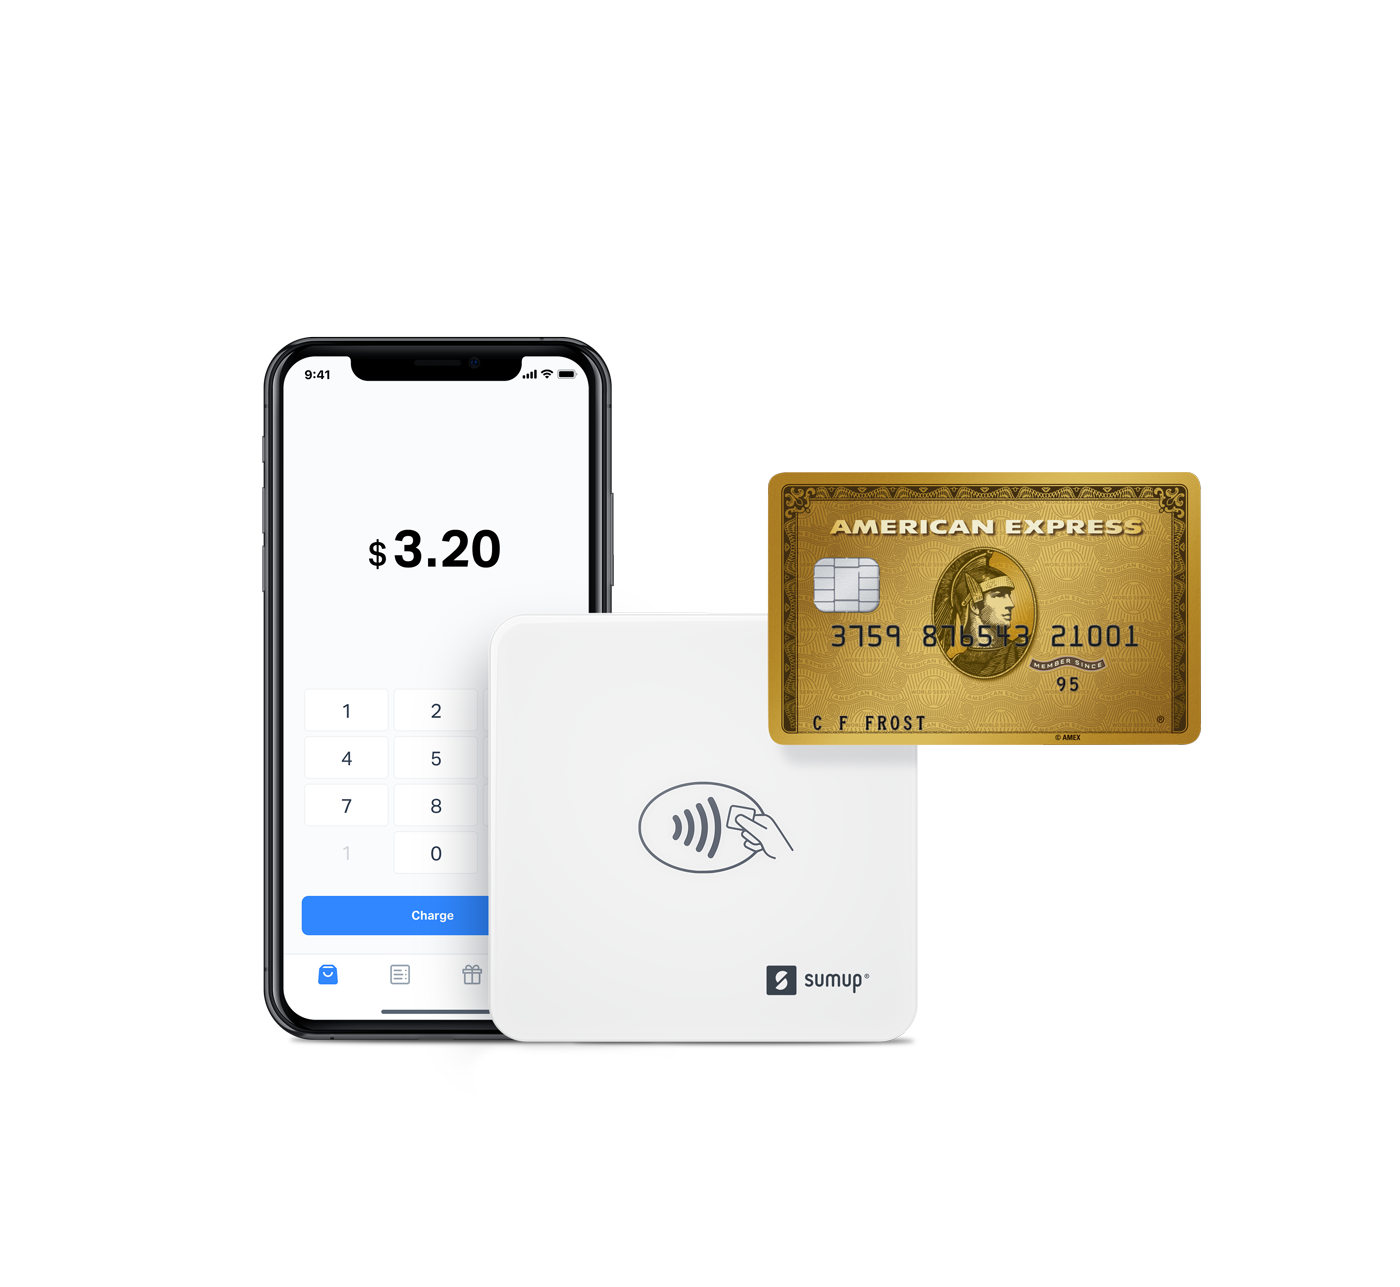 9:41
$ 3.20
1 2
4 5
7 8
1 0
Charge
AMERICAN EXPRESS
3759 876543 21001
MEMBER SINCE
95
C F FROST
®
© AMEX
sumup®